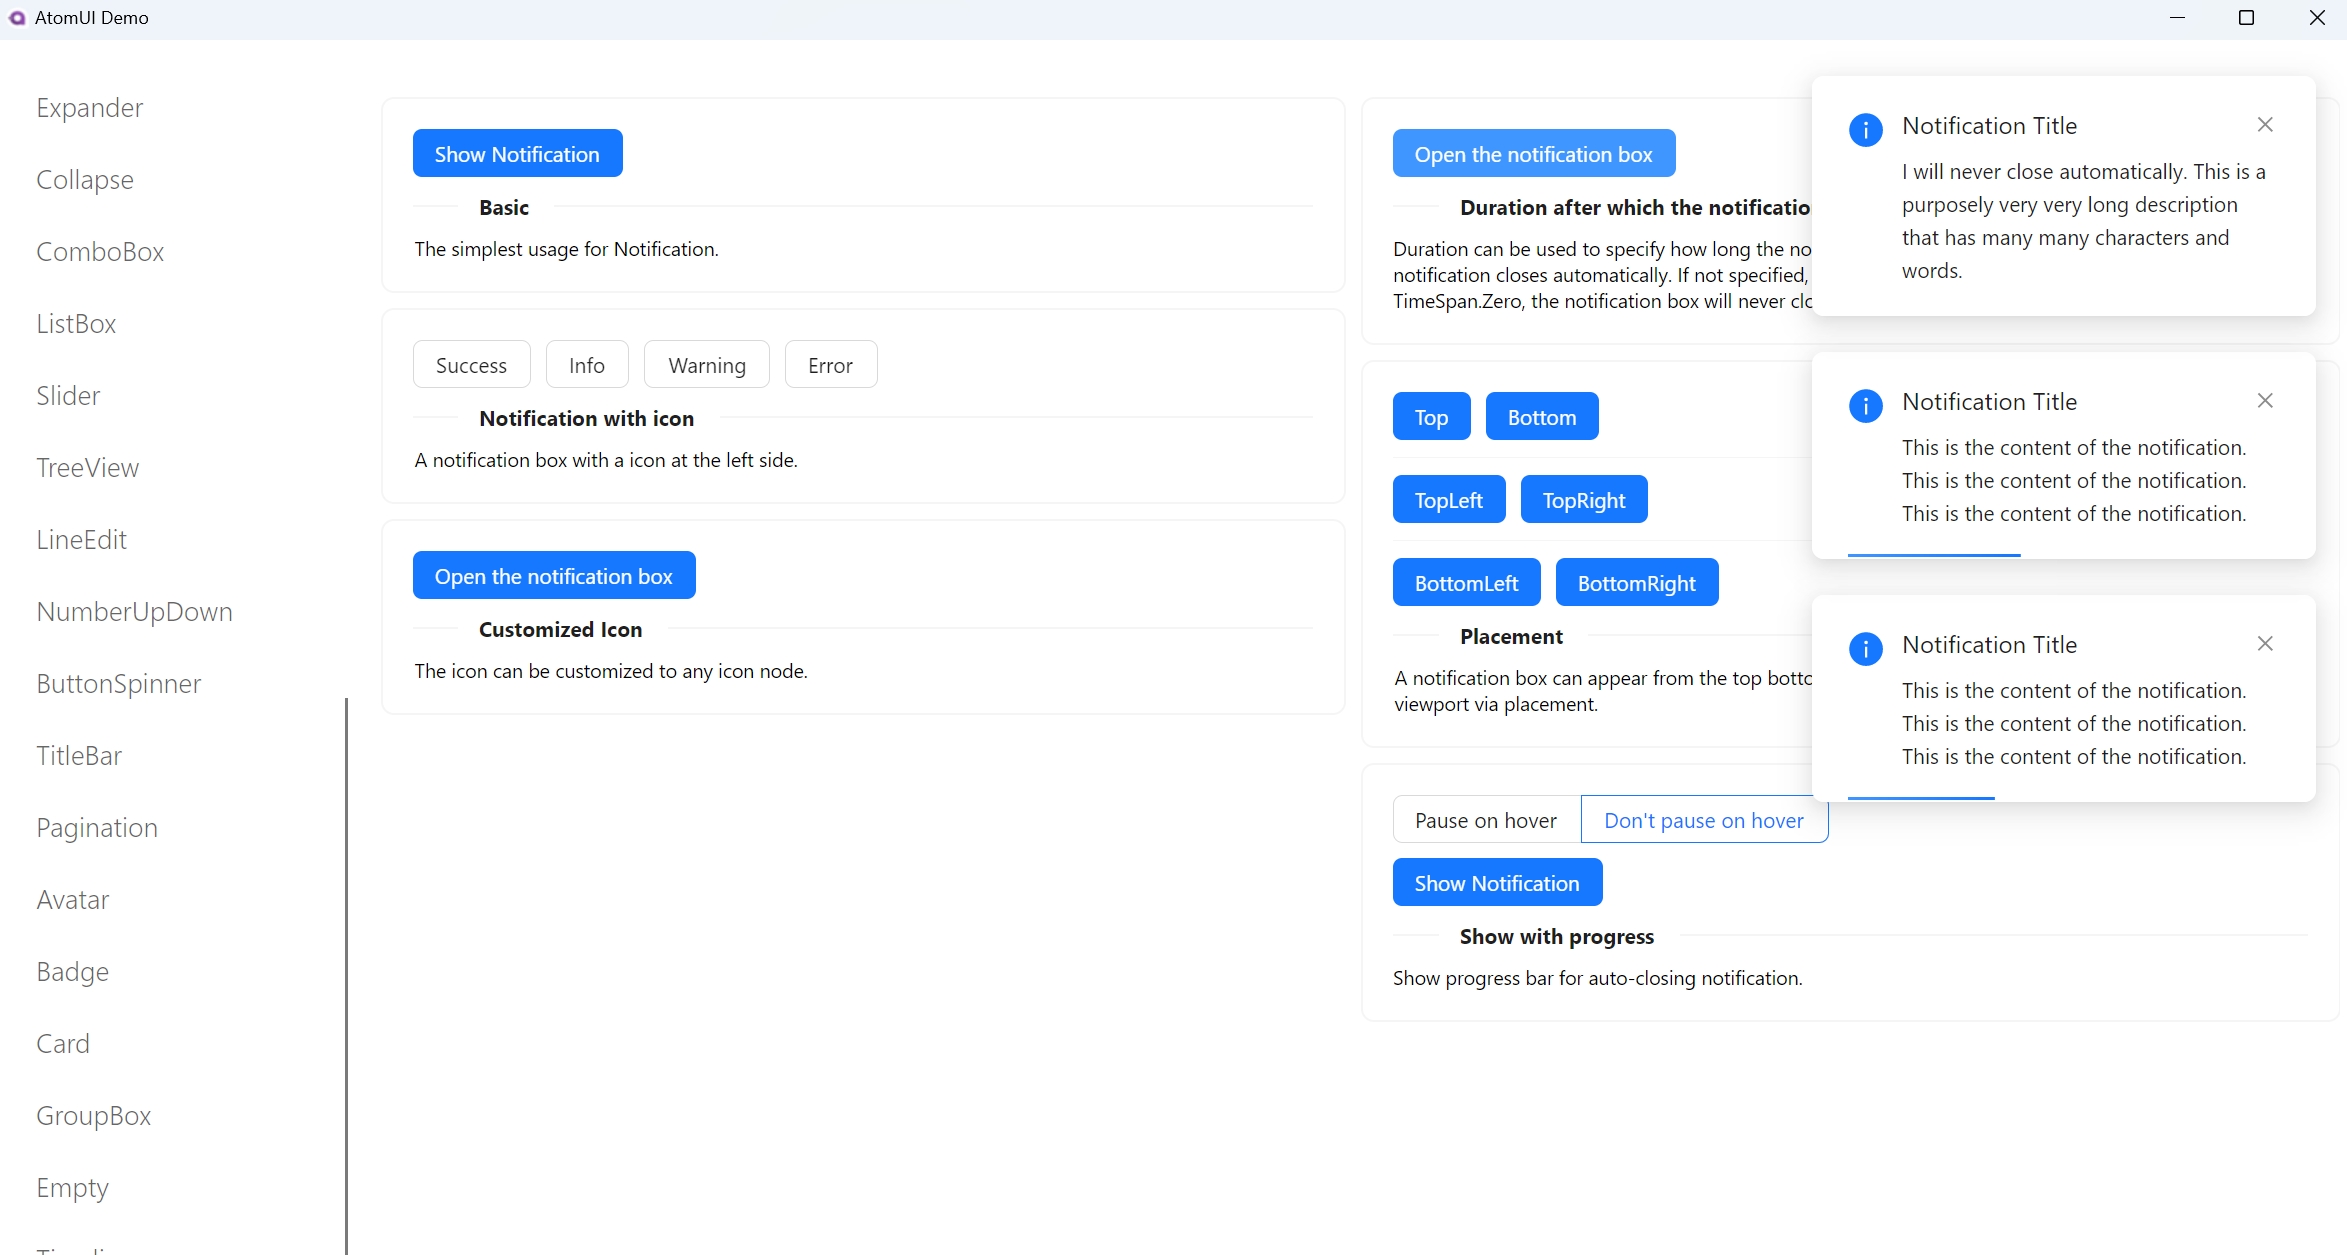 AtomUI Demo
Expander
Collapse
ComboBox
ListBox
Slider
TreeView
LineEdit
NumberUpDown
ButtonSpinner
TitleBar
Pagination
Avatar
Badge
Card
GroupBox
Empty
Show Notification
Basic
The simplest usage for Notification.
Success Info Warning Error
Notification with icon
A notification box with a icon at the left side.
Open the notification box
Customized Icon
The icon can be customized to any icon node.
Open the notification box
Duration after which the notificatio
Duration can be used to specify how long the no
notification closes automatically. If not specified,
TimeSpan.Zero, the notification box will never clo
Top Bottom
TopLeft TopRight
BottomLeft BottomRight
Placement
A notification box can appear from the top botto
viewport via placement.
Pause on hover Don't pause on hover
Show Notification
Show with progress
Show progress bar for auto-closing notification.
Notification Title
I will never close automatically. This is a
purposely very very long description
that has many many characters and
words.
Notification Title
This is the content of the notification.
This is the content of the notification.
This is the content of the notification.
Notification Title
This is the content of the notification.
This is the content of the notification.
This is the content of the notification.